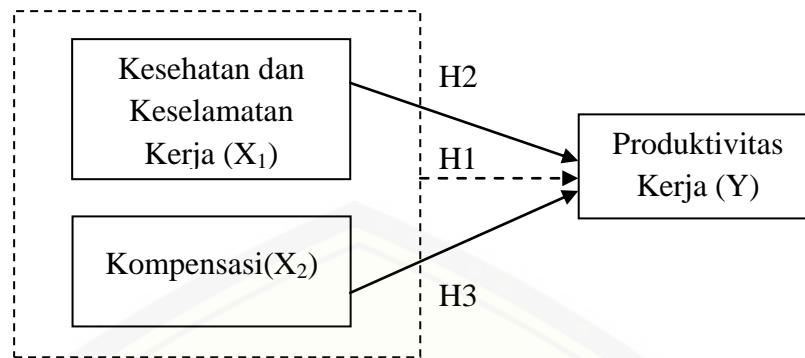 Kesehatan dan
Keselamatan
Kerja (X₁)
Kompensasi(X₂)
H2
H1
H3
Produktivitas
Kerja (Y)